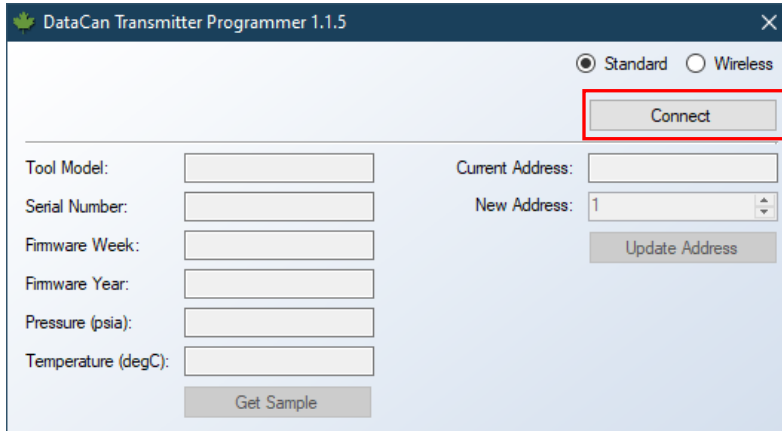 DataCan Transmitter Programmer 1.1.5
Standard Wireless
Connect
Tool Model:
Serial Number:
Firmware Week:
Firmware Year:
Pressure (psia):
Temperature (degC):
Get Sample
Current Address:
New Address: 1
Update Address